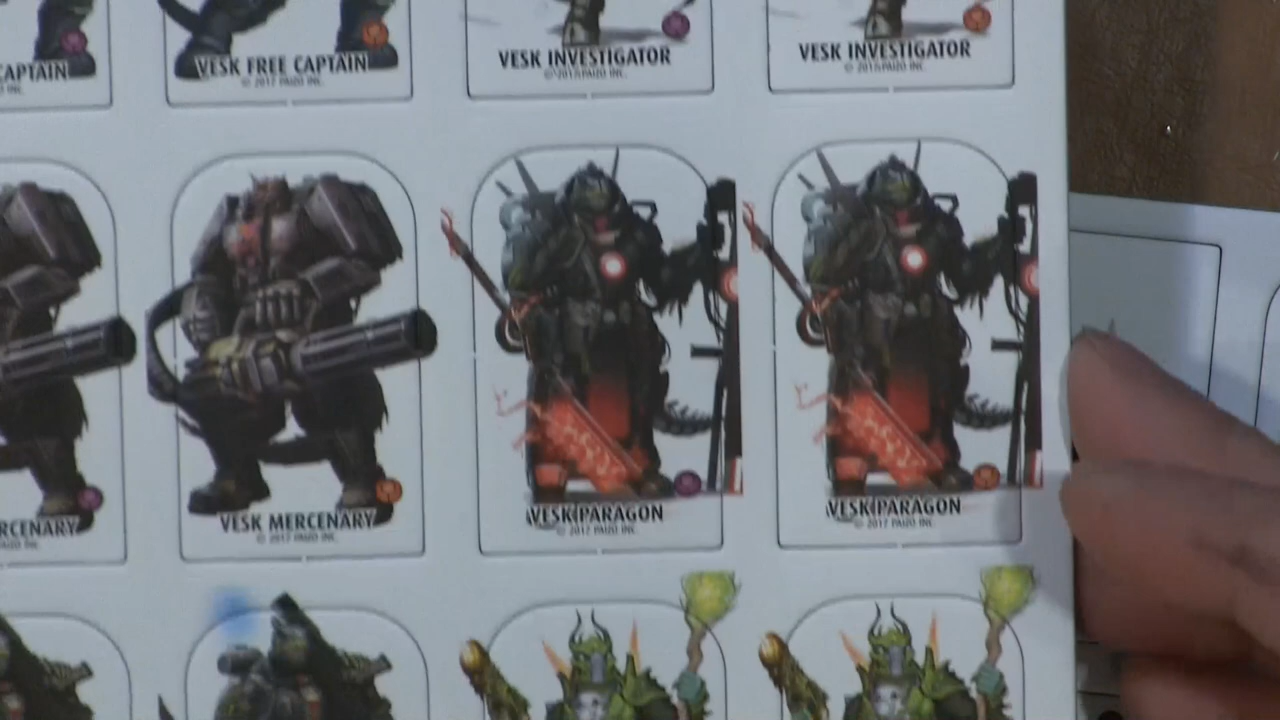 CAPTAIN
VESK FREE CAPTAIN
© 2017 PAIZO INC.
VESK INVESTIGATOR
VESK INVESTIGATOR
RCENARY
VESK MERCENARY
© 2017 PAIZO INC.
VESK PARAGON
© 2017 PAIZO INC.
VESK PARAGON
© 2017 PAIZO INC.